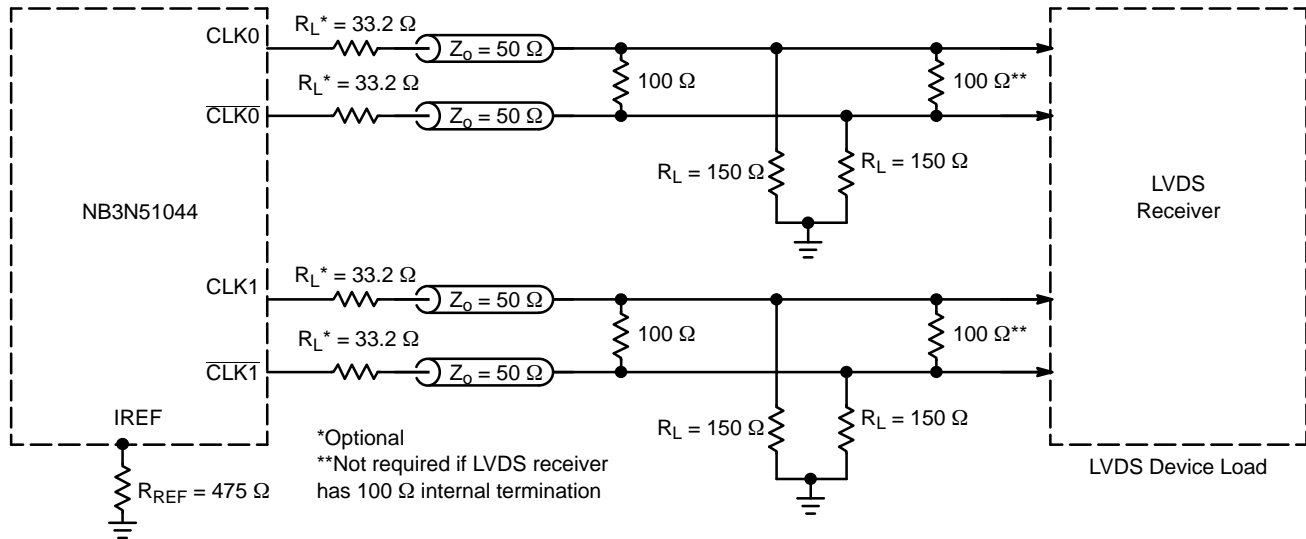 CLK0
R_L* = 33.2 Ω
Z_o = 50 Ω
100 Ω
100 Ω**
R_L* = 33.2 Ω
C̅L̅K̅0̅
Z_o = 50 Ω
R_L = 150 Ω
R_L = 150 Ω
NB3N51044
LVDS
Receiver
CLK1
R_L* = 33.2 Ω
Z_o = 50 Ω
100 Ω
100 Ω**
R_L* = 33.2 Ω
C̅L̅K̅1̅
Z_o = 50 Ω
R_L = 150 Ω
R_L = 150 Ω
IREF
R_REF = 475 Ω
*Optional
**Not required if LVDS receiver
has 100 Ω internal termination
LVDS Device Load